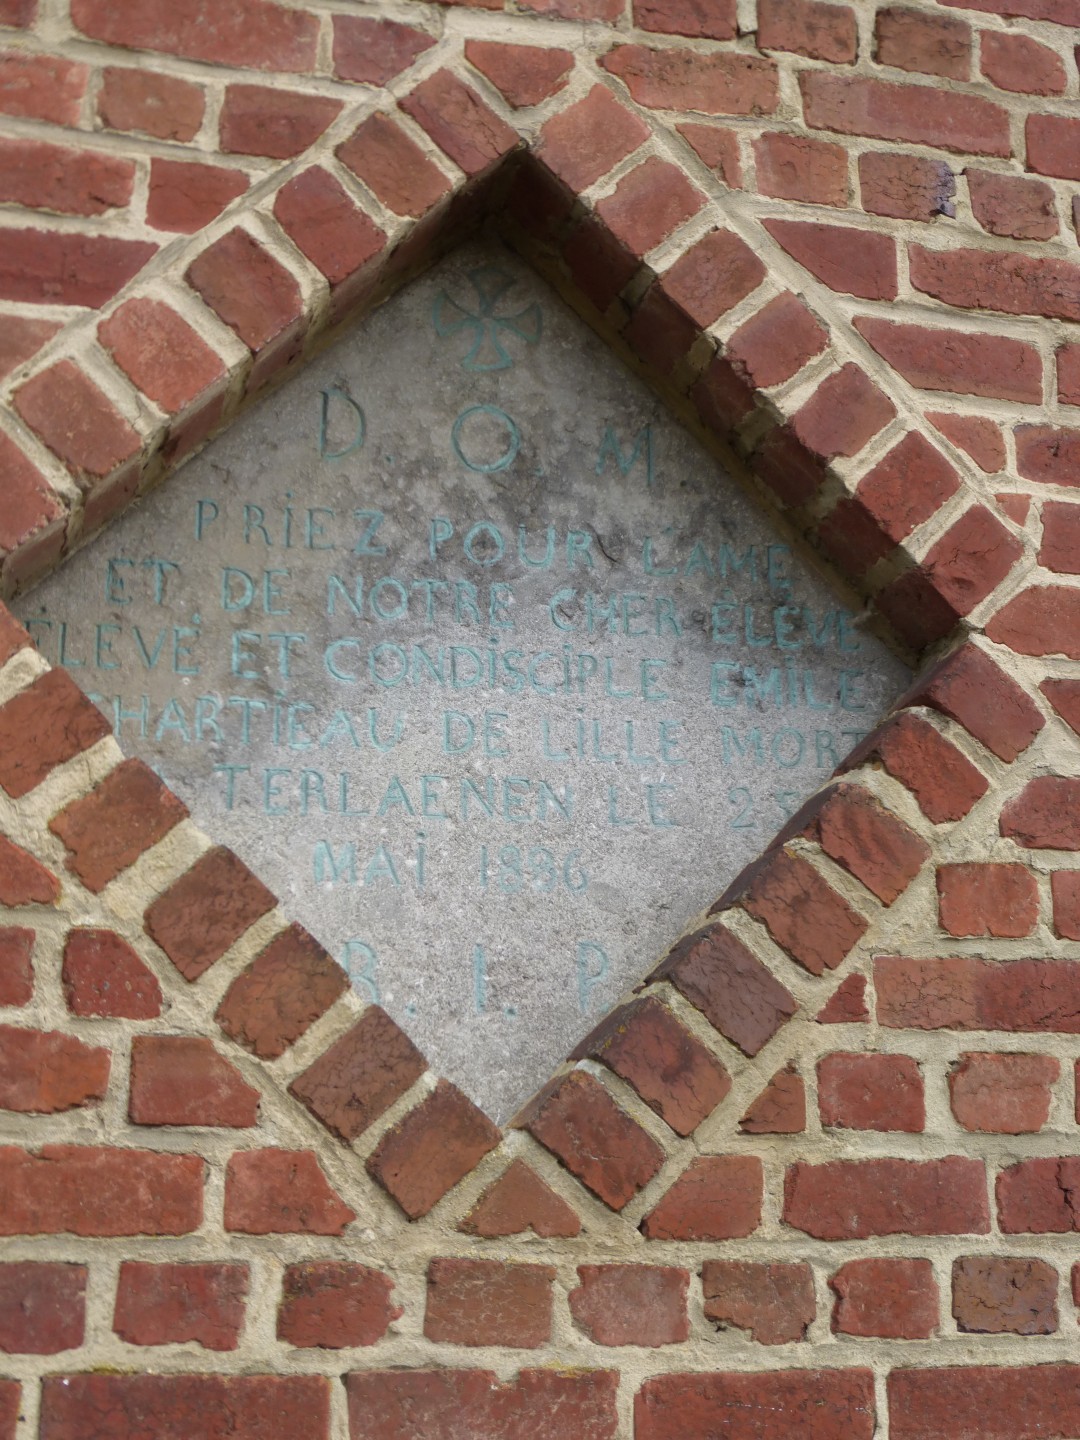 D. O. M
PRIEZ POUR L'AME
ET DE NOTRE CHER ÉLÈVE
ELEVÉ ET CONDISCIPLE EMILE
CHARTIEAU DE LILLE MORT
TERLAENEN LE
MAI 1896
R. I. P